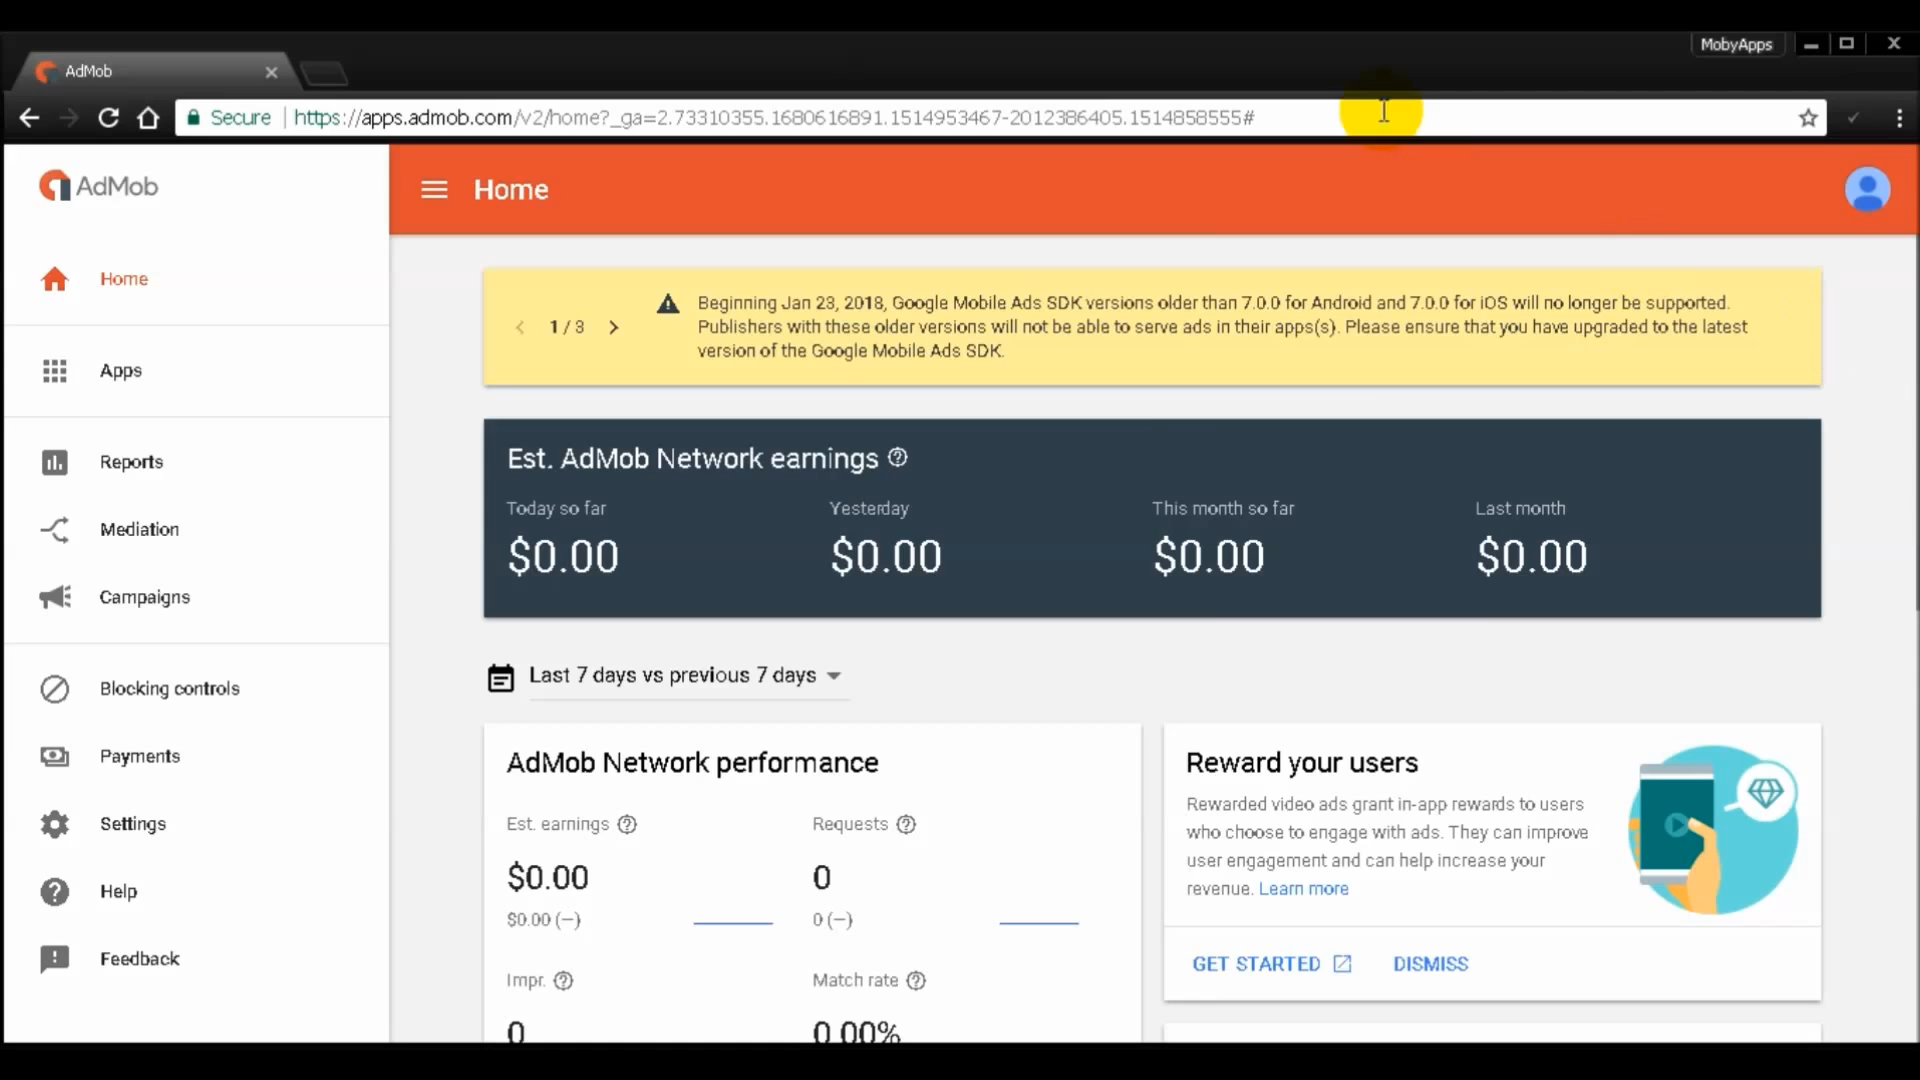 MobyApps
AdMob
Secure https://apps.admob.com/v2/home?_ga=2.73310355.1680616891.1514953467-2012386405.1514858555#
AdMob
Home
Home
Apps
Reports
Mediation
Campaigns
Blocking controls
Payments
Settings
Help
Feedback
1 / 3
Beginning Jan 23, 2018, Google Mobile Ads SDK versions older than 7.0.0 for Android and 7.0.0 for iOS will no longer be supported.
Publishers with these older versions will not be able to serve ads in their apps(s). Please ensure that you have upgraded to the latest
version of the Google Mobile Ads SDK.
Est. AdMob Network earnings
Today so far Yesterday This month so far Last month
$0.00 $0.00 $0.00 $0.00
Last 7 days vs previous 7 days
AdMob Network performance
Est. earnings Requests
$0.00 0
$0.00 (—) 0 (—)
Impr. Match rate
0 0.00%
Reward your users
Rewarded video ads grant in-app rewards to users
who choose to engage with ads. They can improve
user engagement and can help increase your
revenue. Learn more
GET STARTED DISMISS